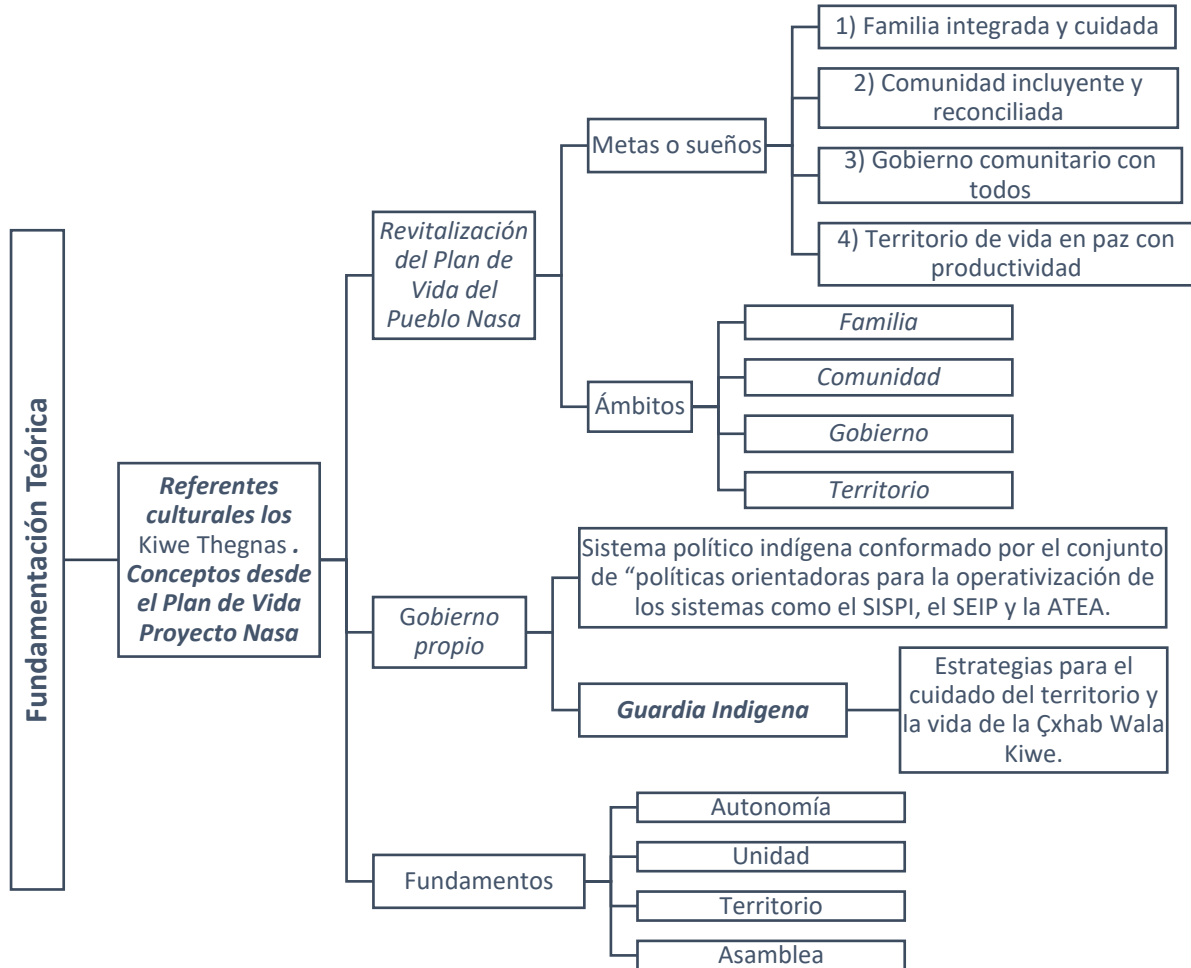 Fundamentación Teórica
Referentes
culturales los
Kiwe Thegnas .
Conceptos desde
el Plan de Vida
Proyecto Nasa
Revitalización
del Plan de
Vida del
Pueblo Nasa
Metas o sueños
1) Familia integrada y cuidada
2) Comunidad incluyente y
reconciliada
3) Gobierno comunitario con
todos
4) Territorio de vida en paz con
productividad
Ámbitos
Familia
Comunidad
Gobierno
Territorio
Gobierno
propio
Sistema político indígena conformado por el conjunto
de “políticas orientadoras para la operativización de
los sistemas como el SISPI, el SEIP y la ATEA.
Guardia Indigena
Estrategias para el
cuidado del territorio y
la vida de la Çxhab Wala
Kiwe.
Fundamentos
Autonomía
Unidad
Territorio
Asamblea